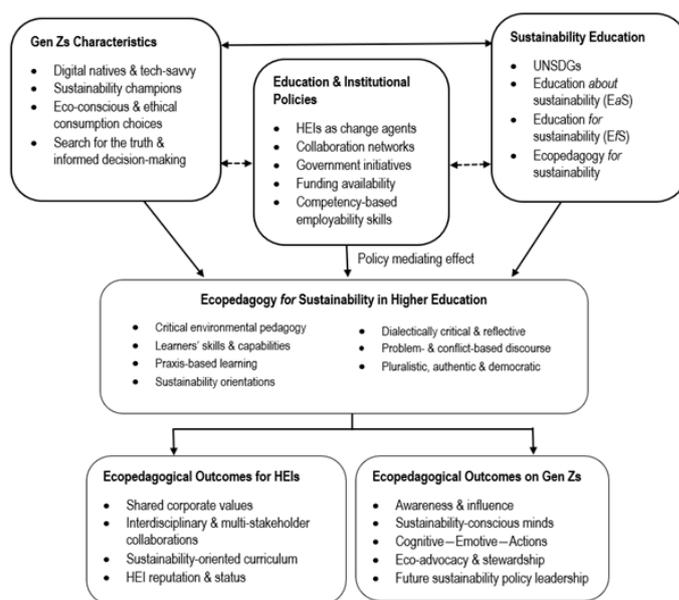 Gen Zs Characteristics
• Digital natives & tech-savvy
• Sustainability champions
• Eco-conscious & ethical
consumption choices
• Search for the truth &
informed decision-making
Education & Institutional
Policies
• HEIs as change agents
• Collaboration networks
• Government initiatives
• Funding availability
• Competency-based
employability skills
Sustainability Education
• UNSDGs
• Education about
sustainability (EaS)
• Education for
sustainability (EfS)
• Ecopedagogy for
sustainability
Policy mediating effect
Ecopedagogy for Sustainability in Higher Education
• Critical environmental pedagogy
• Learners' skills & capabilities
• Praxis-based learning
• Sustainability orientations
• Dialectically critical & reflective
• Problem- & conflict-based discourse
• Pluralistic, authentic & democratic
Ecopedagogical Outcomes for HEIs
• Shared corporate values
• Interdisciplinary & multi-stakeholder
collaborations
• Sustainability-oriented curriculum
• HEI reputation & status
Ecopedagogical Outcomes on Gen Zs
• Awareness & influence
• Sustainability-conscious minds
• Cognitive—Emotive—Actions
• Eco-advocacy & stewardship
• Future sustainability policy leadership